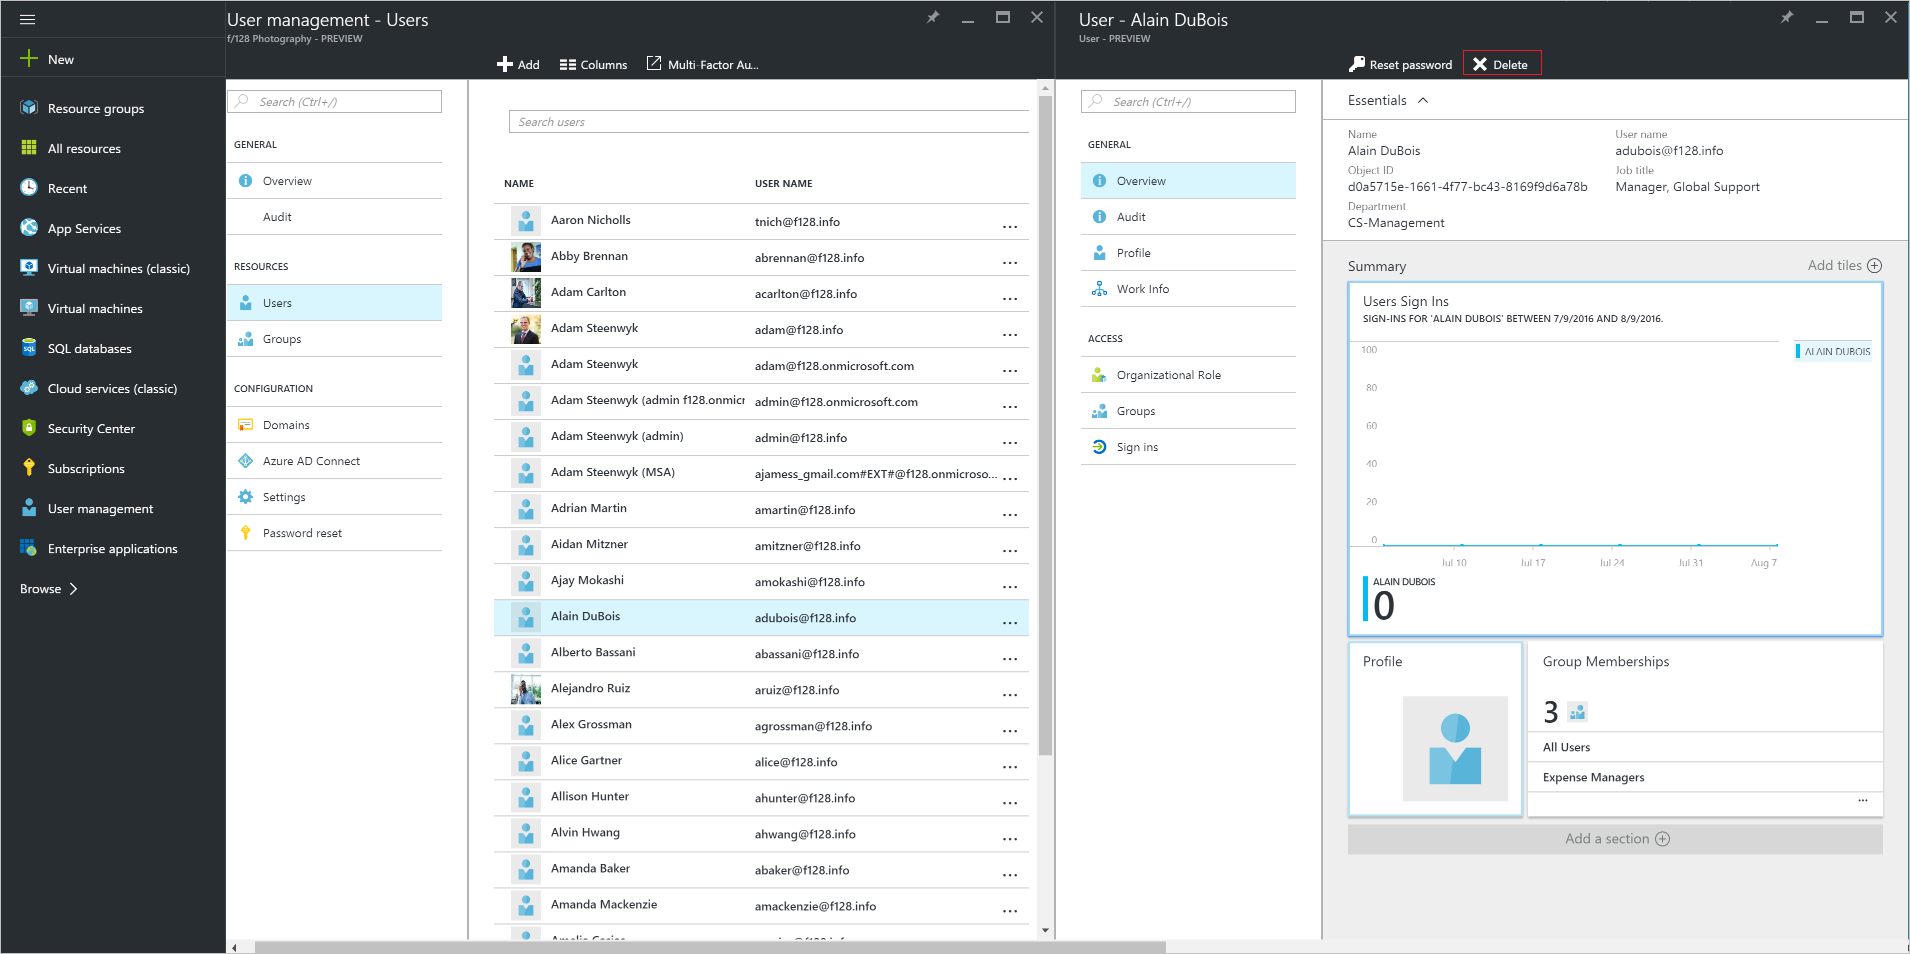 New
Resource groups
All resources
Recent
App Services
Virtual machines (classic)
Virtual machines
SQL databases
Cloud services (classic)
Security Center
Subscriptions
User management
Enterprise applications
Browse
User management - Users
f/128 Photography - PREVIEW
Add
Columns
Multi-Factor Au...
Search (Ctrl+/)
GENERAL
Overview
Audit
RESOURCES
Users
Groups
CONFIGURATION
Domains
Azure AD Connect
Settings
Password reset
Search users
NAME USER NAME
Aaron Nicholls tnich@f128.info ...
Abby Brennan abrennan@f128.info ...
Adam Carlton acarlton@f128.info ...
Adam Steenwyk adam@f128.info ...
Adam Steenwyk adam@f128.onmicrosoft.com ...
Adam Steenwyk (admin f128.onmicr admin@f128.onmicrosoft.com ...
Adam Steenwyk (admin) admin@f128.info ...
Adam Steenwyk (MSA) ajamess_gmail.com#EXT#@f128.onmicroso... ...
Adrian Martin amartin@f128.info ...
Aidan Mitzner amitzner@f128.info ...
Ajay Mokashi amokashi@f128.info ...
Alain DuBois adubois@f128.info ...
Alberto Bassani abassani@f128.info ...
Alejandro Ruiz aruiz@f128.info ...
Alex Grossman agrossman@f128.info ...
Alice Gartner alice@f128.info ...
Allison Hunter ahunter@f128.info ...
Alvin Hwang ahwang@f128.info ...
Amanda Baker abaker@f128.info ...
Amanda Mackenzie amackenzie@f128.info ...
User - Alain DuBois
User - PREVIEW
Reset password
Delete
Search (Ctrl+/)
GENERAL
Overview
Audit
Profile
Work Info
ACCESS
Organizational Role
Groups
Sign ins
Essentials
Name
Alain DuBois
User name
adubois@f128.info
Object ID
d0a5715e-1661-4f77-bc43-8169f9d6a78b
Job title
Manager, Global Support
Department
CS-Management
Summary
Add tiles
Users Sign Ins
SIGN-INS FOR 'ALAIN DUBOIS' BETWEEN 7/9/2016 AND 8/9/2016.
100
80
60
40
20
0
Jul 10 Jul 17 Jul 24 Jul 31 Aug 7
ALAIN DUBOIS
ALAIN DUBOIS
0
Profile
Group Memberships
3
All Users
Expense Managers
...
Add a section